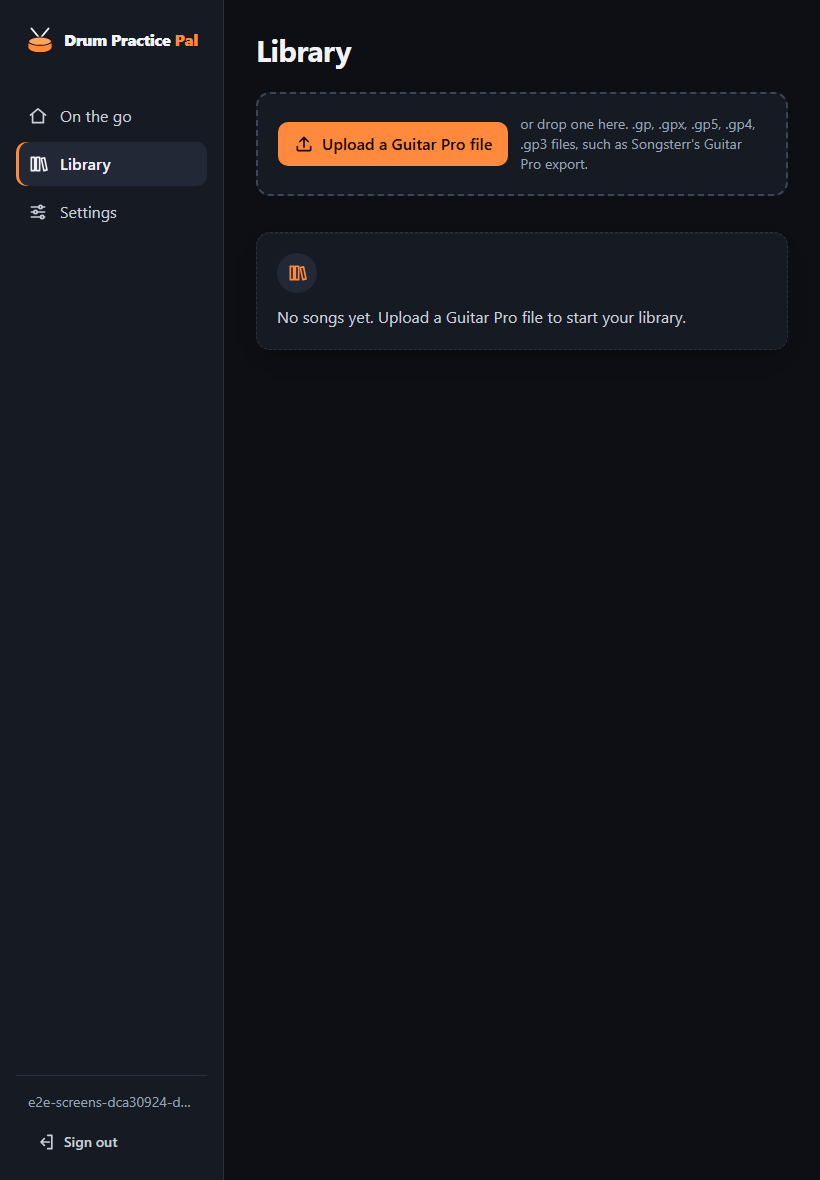 Drum Practice Pal
On the go
Library
Settings
e2e-screens-dca30924-d...
Sign out
Library
Upload a Guitar Pro file
or drop one here. .gp, .gpx, .gp5, .gp4,
.gp3 files, such as Songsterr's Guitar
Pro export.
No songs yet. Upload a Guitar Pro file to start your library.